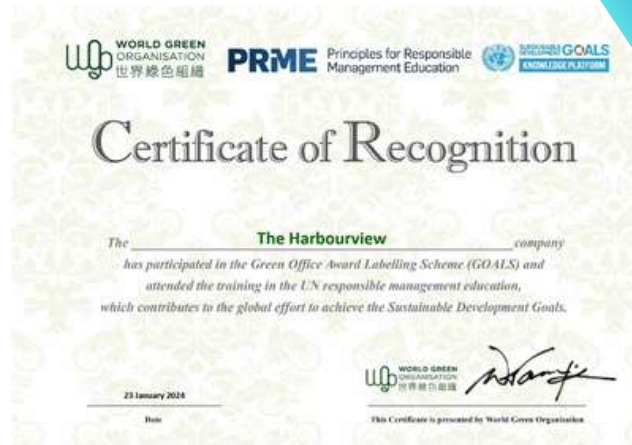 WORLD GREEN
ORGANISATION
世界綠色組織
PRME Principles for Responsible
Management Education
SUSTAINABLE DEVELOPMENT GOALS
KNOWLEDGE PLATFORM
Certificate of Recognition
The The Harbourview company
has participated in the Green Office Award Labelling Scheme (GOALS) and
attended the training in the UN responsible management education,
which contributes to the global effort to achieve the Sustainable Development Goals.
WORLD GREEN
ORGANISATION
世界綠色組織
23 January 2024
Date
This Certificate is presented by World Green Organisation